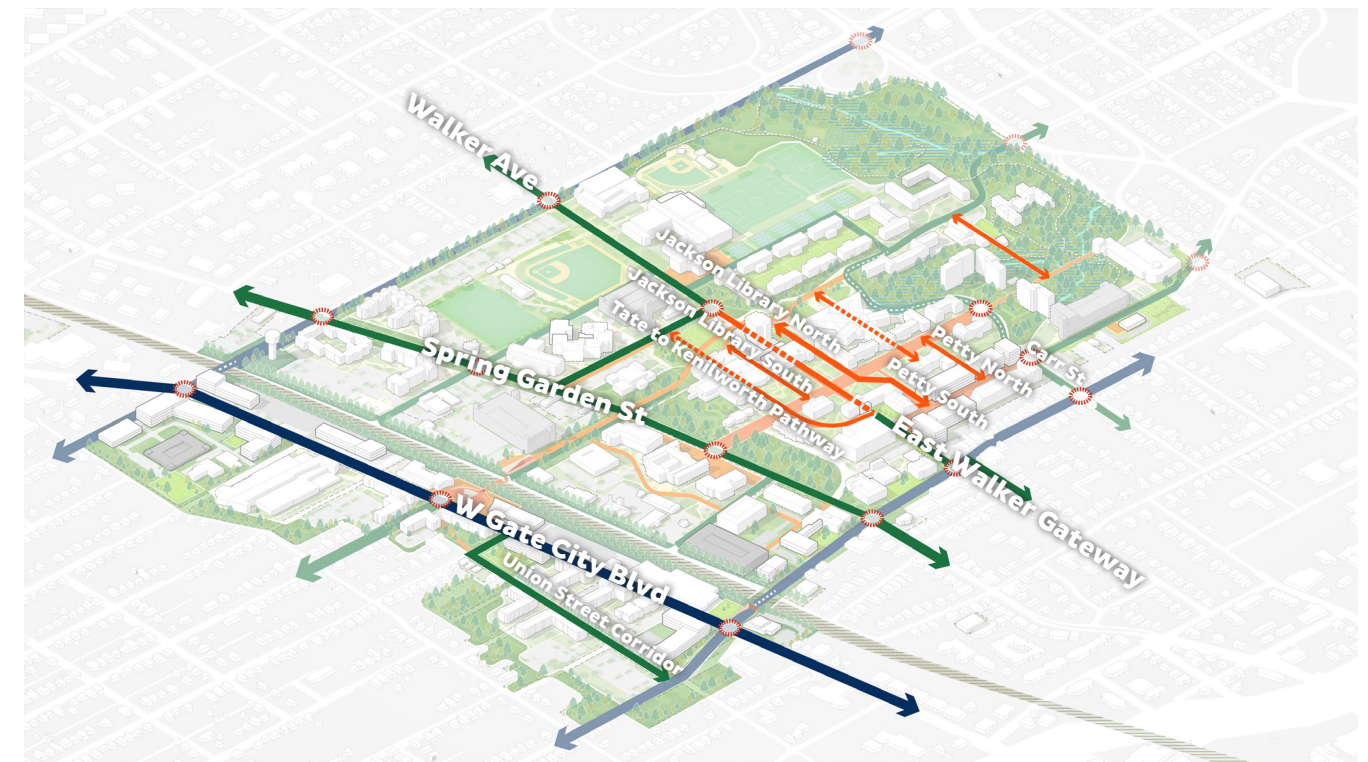 Walker Ave
Jackson Library North
Jackson Library South
Tate to Kenilworth Pathway
Spring Garden St
Petty North
Carr St
Petty South
East Walker Gateway
W Gate City Blvd
Union Street Corridor